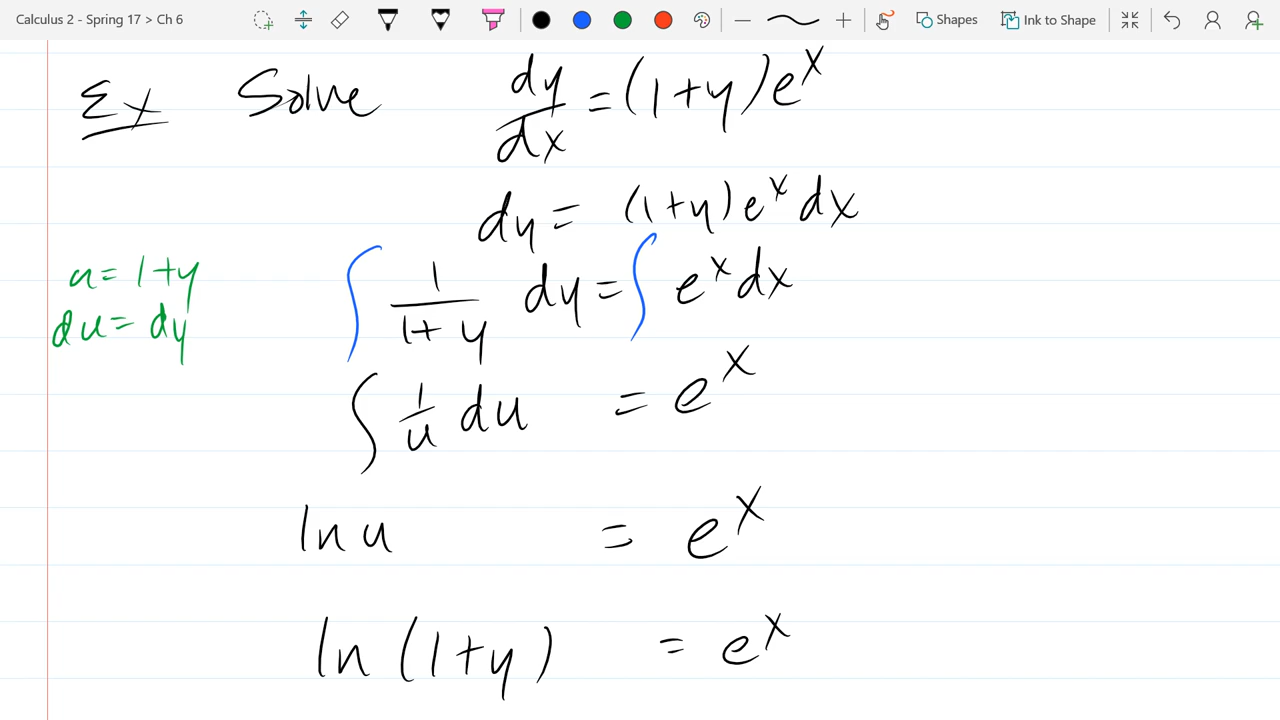 Calculus 2 - Spring 17 > Ch 6
Shapes
Ink to Shape
Ex Solve dy/dx = (1+y)e^x
dy = (1+y)e^x dx
u = 1+y
du = dy
∫ 1/(1+y) dy = ∫ e^x dx
∫ 1/u du = e^x
ln u = e^x
ln (1+y) = e^x